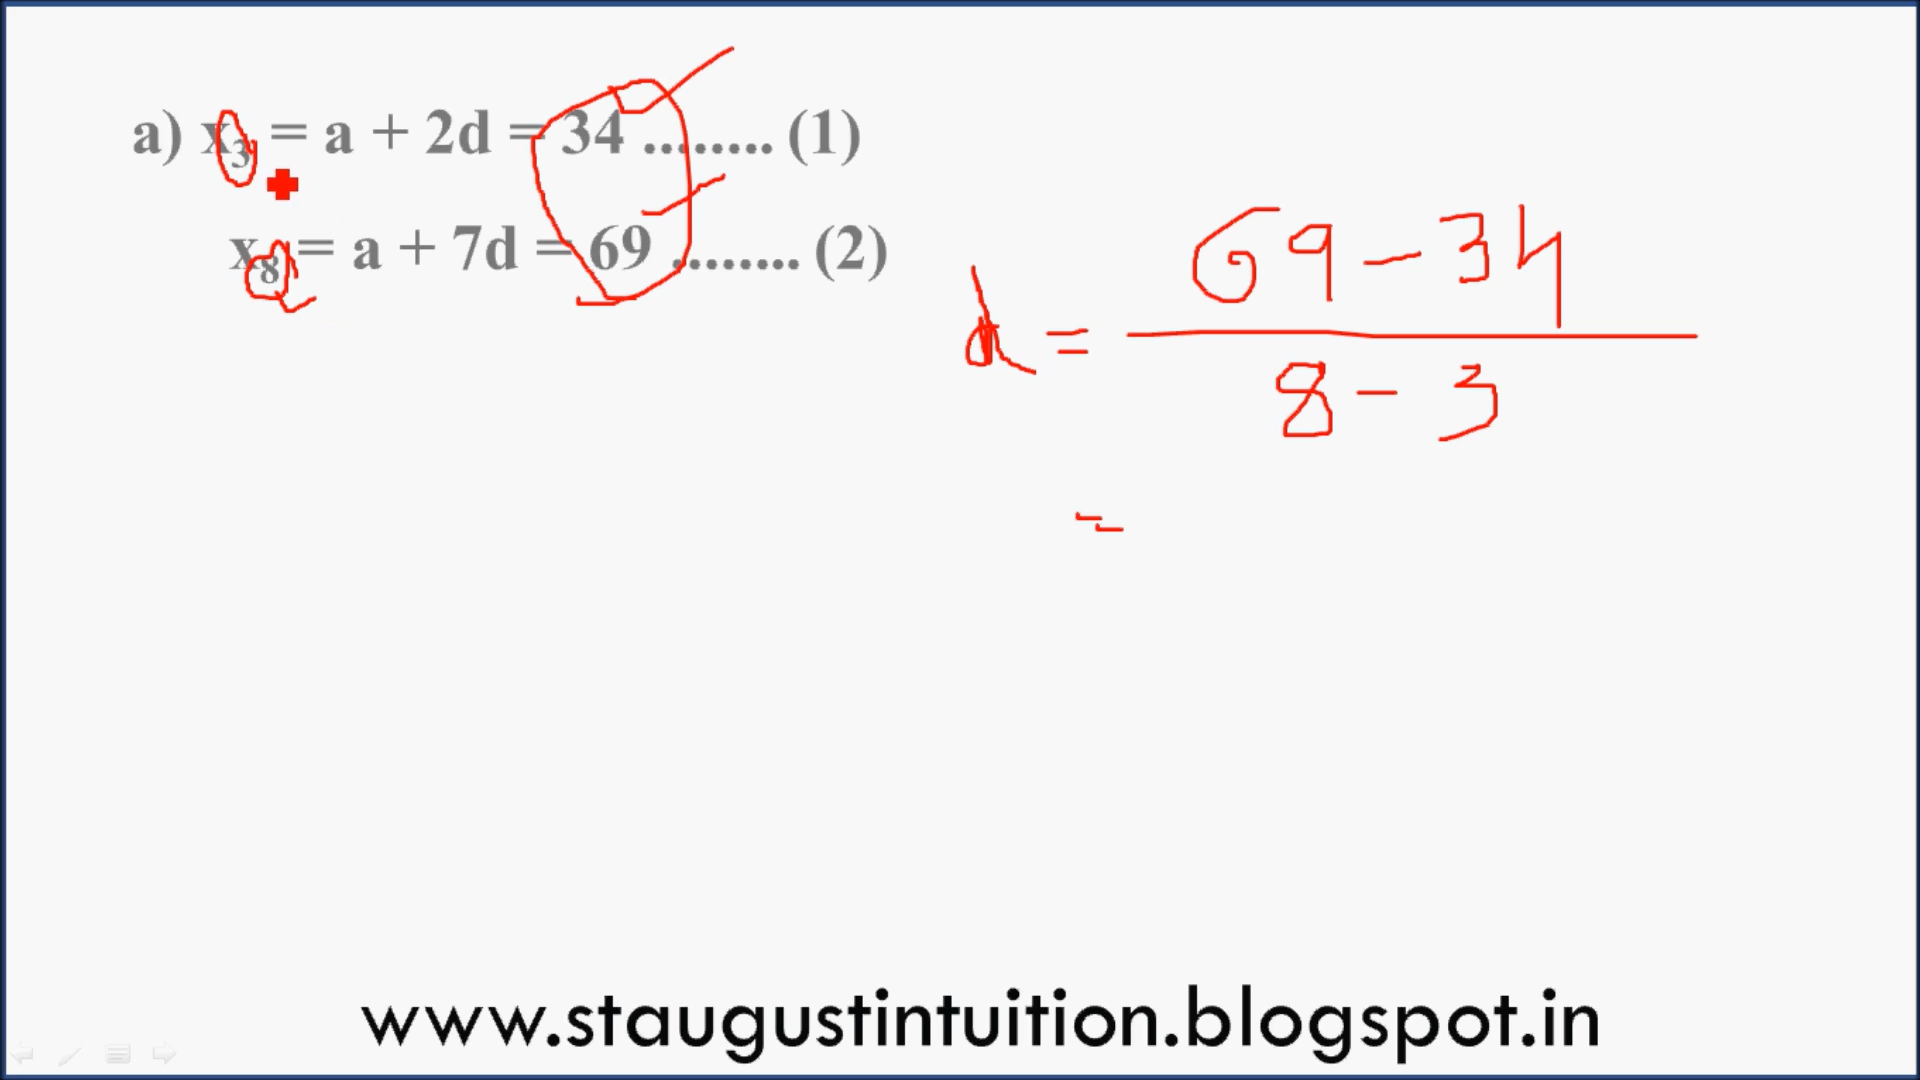 a) x₃ = a + 2d = 34 ........ (1)
x₈ = a + 7d = 69 ........ (2)
d = 69 - 34
8 - 3
=
www.staugustintuition.blogspot.in